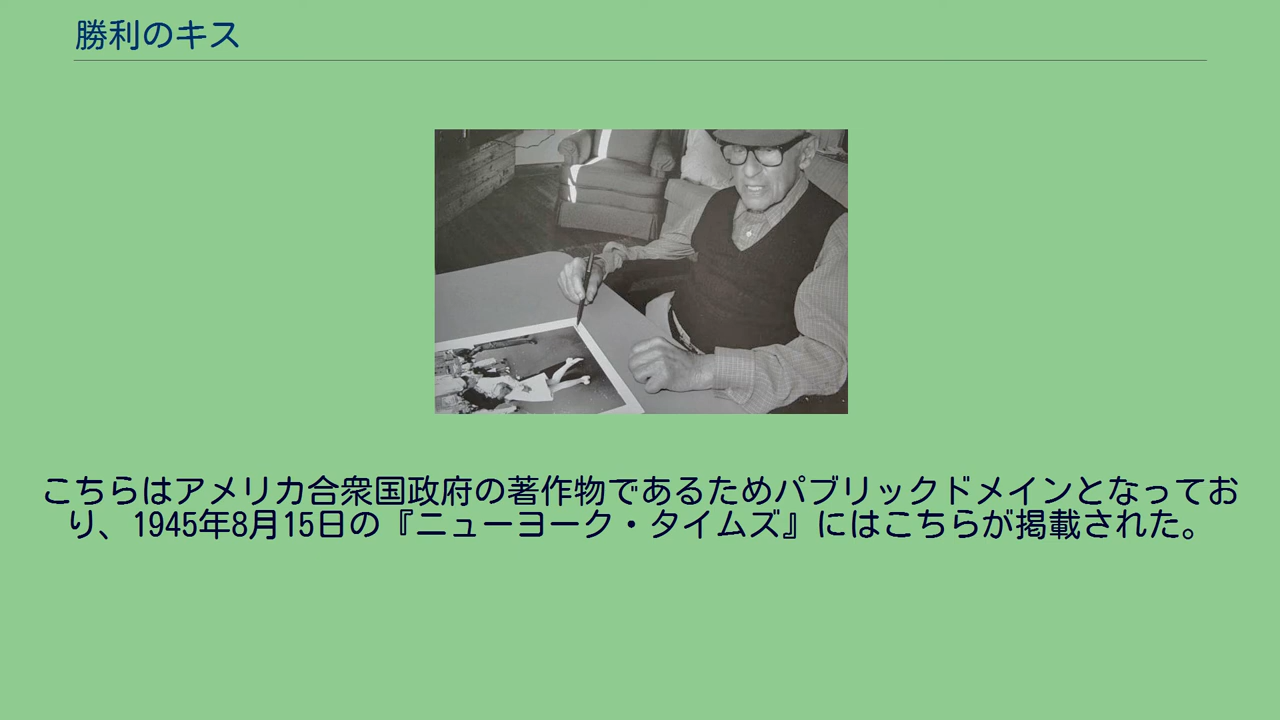 勝利のキス
こちらはアメリカ合衆国政府の著作物であるためパブリックドメインとなってお
り、1945年8月15日の『ニューヨーク・タイムズ』にはこちらが掲載された。